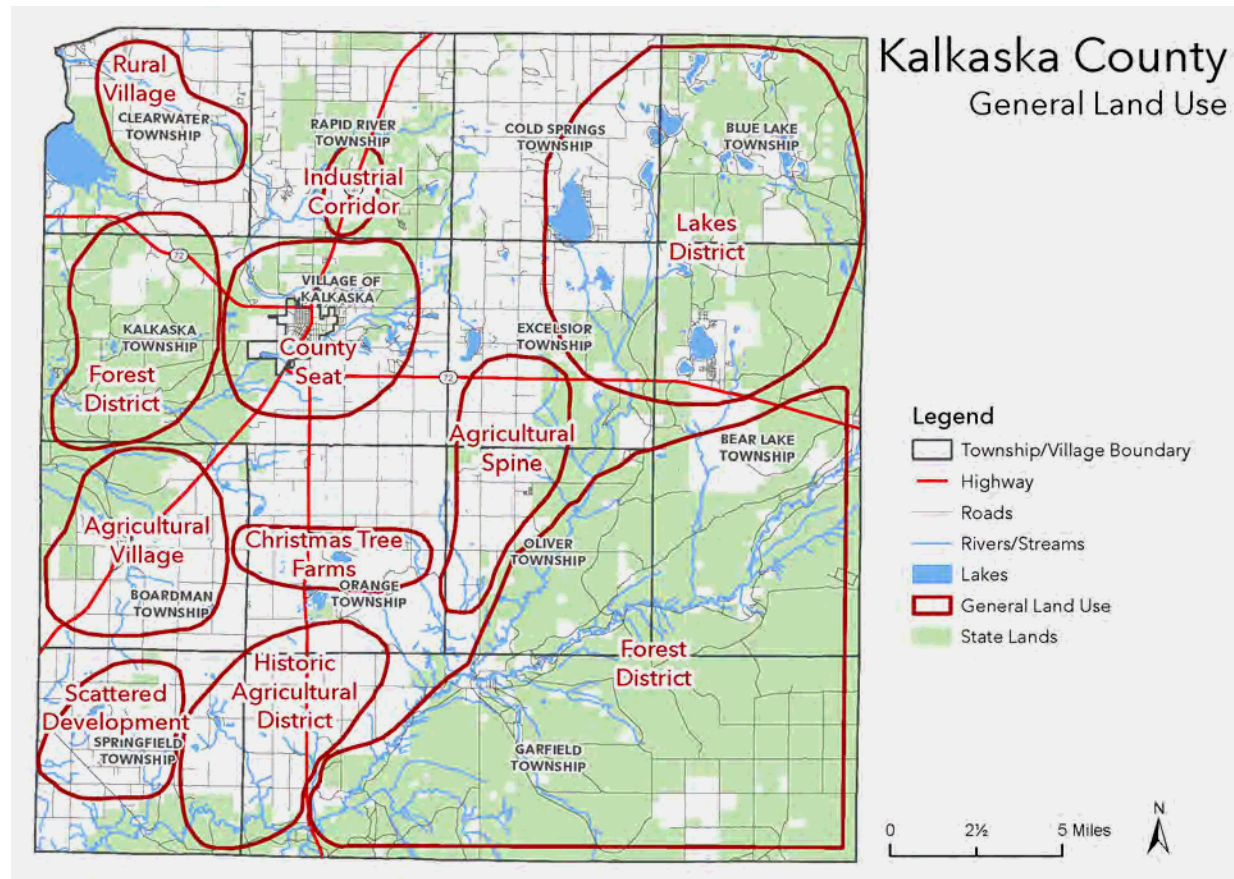 Kalkaska County
General Land Use
Rural
Village
CLEARWATER
TOWNSHIP
RAPID RIVER
TOWNSHIP
COLD SPRINGS
TOWNSHIP
BLUE LAKE
TOWNSHIP
Industrial
Corridor
Lakes
District
72
VILLAGE OF
KALKASKA
KALKASKA
TOWNSHIP
EXCELSIOR
TOWNSHIP
County
Seat
Forest
District
72
Agricultural
Spine
BEAR LAKE
TOWNSHIP
Agricultural
Village
Christmas Tree
Farms
OLIVER
TOWNSHIP
BOARDMAN
TOWNSHIP
ORANGE
TOWNSHIP
Forest
District
Historic
Agricultural
District
Scattered
Development
SPRINGFIELD
TOWNSHIP
GARFIELD
TOWNSHIP
Legend
Township/Village Boundary
Highway
Roads
Rivers/Streams
Lakes
General Land Use
State Lands
0 2½ 5 Miles
N